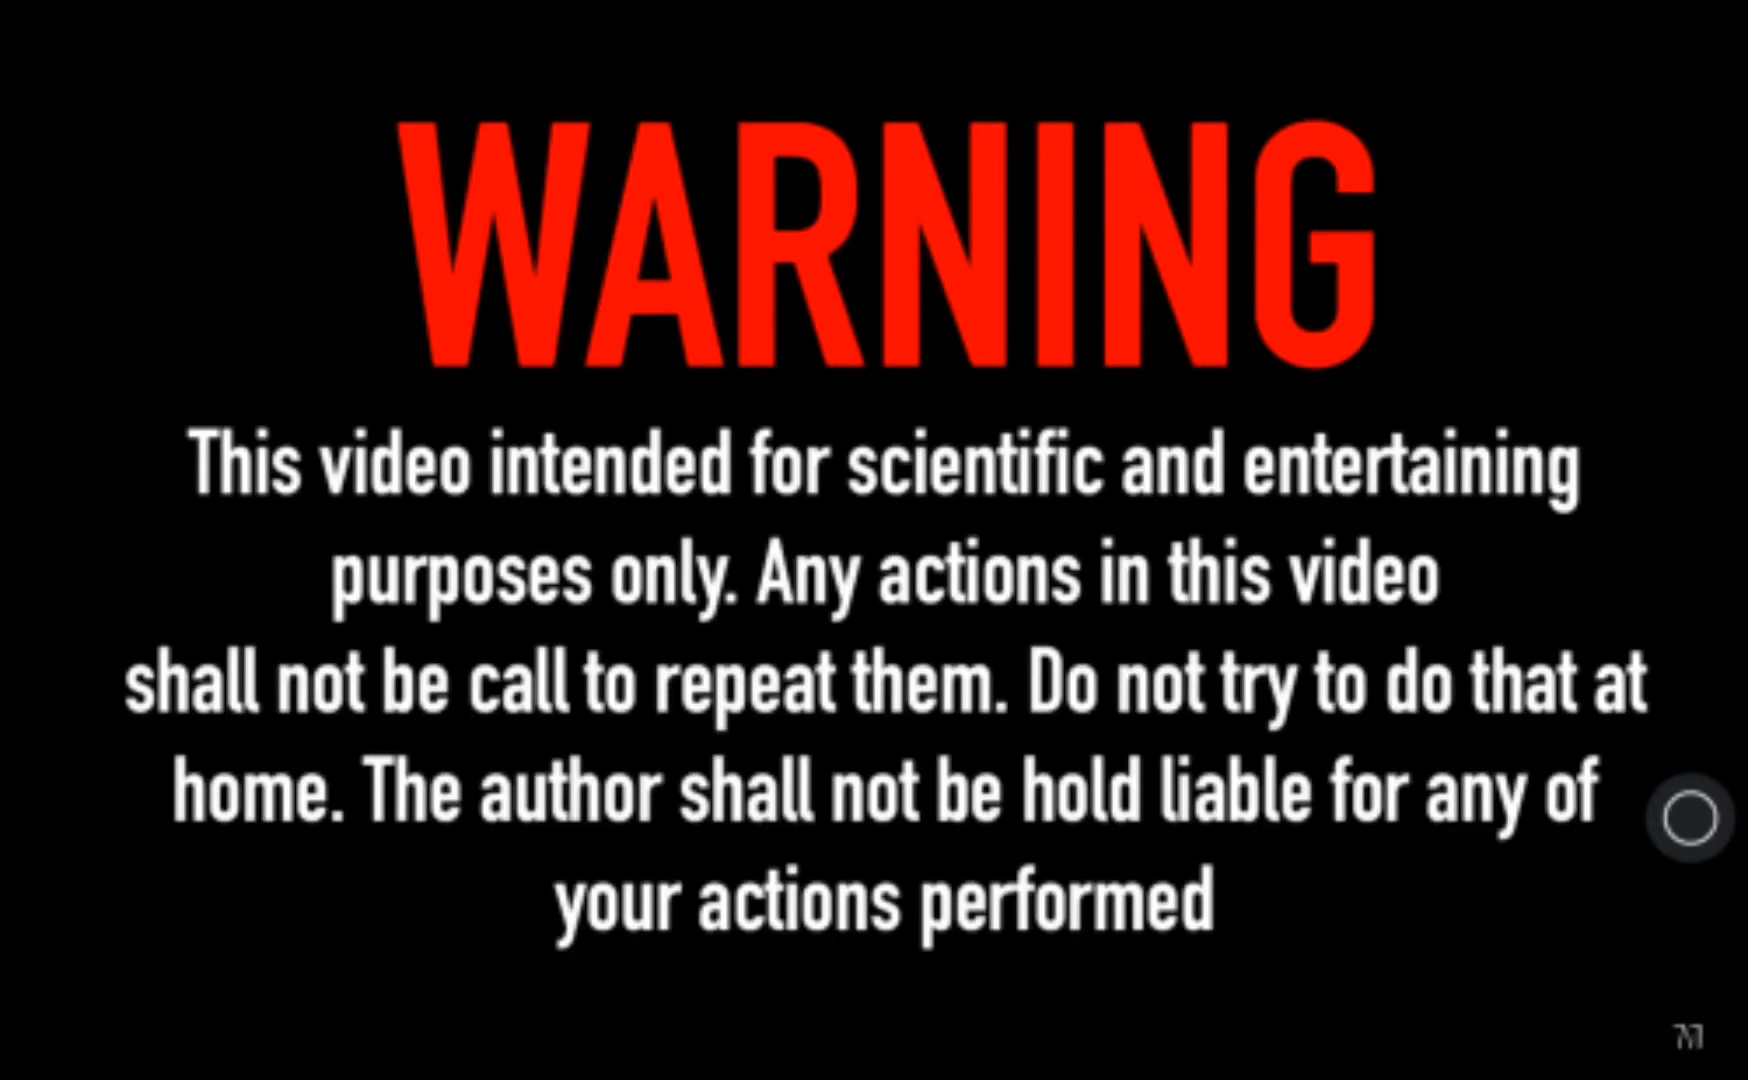 WARNING
This video intended for scientific and entertaining
purposes only. Any actions in this video
shall not be call to repeat them. Do not try to do that at
home. The author shall not be hold liable for any of
your actions performed